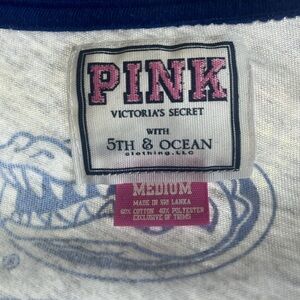 PINK
VICTORIA'S SECRET
WITH
5TH & OCEAN
clothing, LLC
MEDIUM
MADE IN SRI LANKA
60% COTTON 40% POLYESTER
EXCLUSIVE OF TRIMS